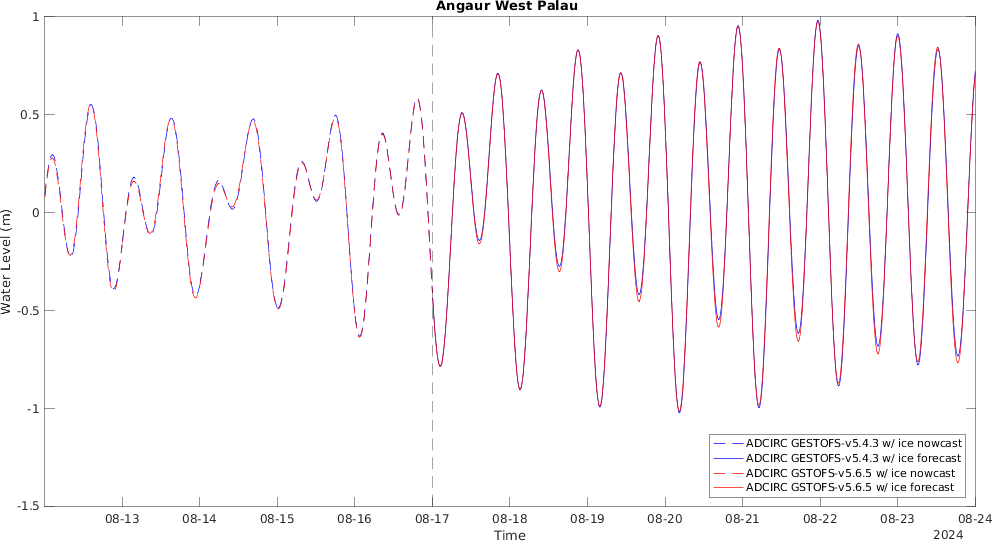 Angaur West Palau
1
0.5
0
-0.5
-1
-1.5
Water Level (m)
08-13
08-14
08-15
08-16
08-17
08-18
08-19
08-20
08-21
08-22
08-23
08-24
Time
2024
ADCIRC GESTOFS-v5.4.3 w/ ice nowcast
ADCIRC GESTOFS-v5.4.3 w/ ice forecast
ADCIRC GSTOFS-v5.6.5 w/ ice nowcast
ADCIRC GSTOFS-v5.6.5 w/ ice forecast